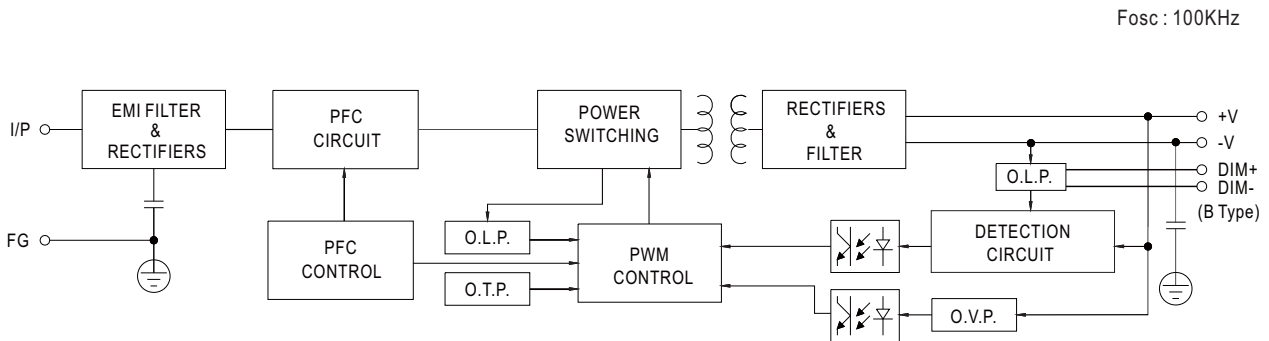 Fosc : 100KHz
I/P
EMI FILTER
&
RECTIFIERS
PFC
CIRCUIT
POWER
SWITCHING
RECTIFIERS
&
FILTER
+V
-V
DIM+
DIM-
(B Type)
O.L.P.
FG
PFC
CONTROL
O.L.P.
O.T.P.
PWM
CONTROL
DETECTION
CIRCUIT
O.V.P.